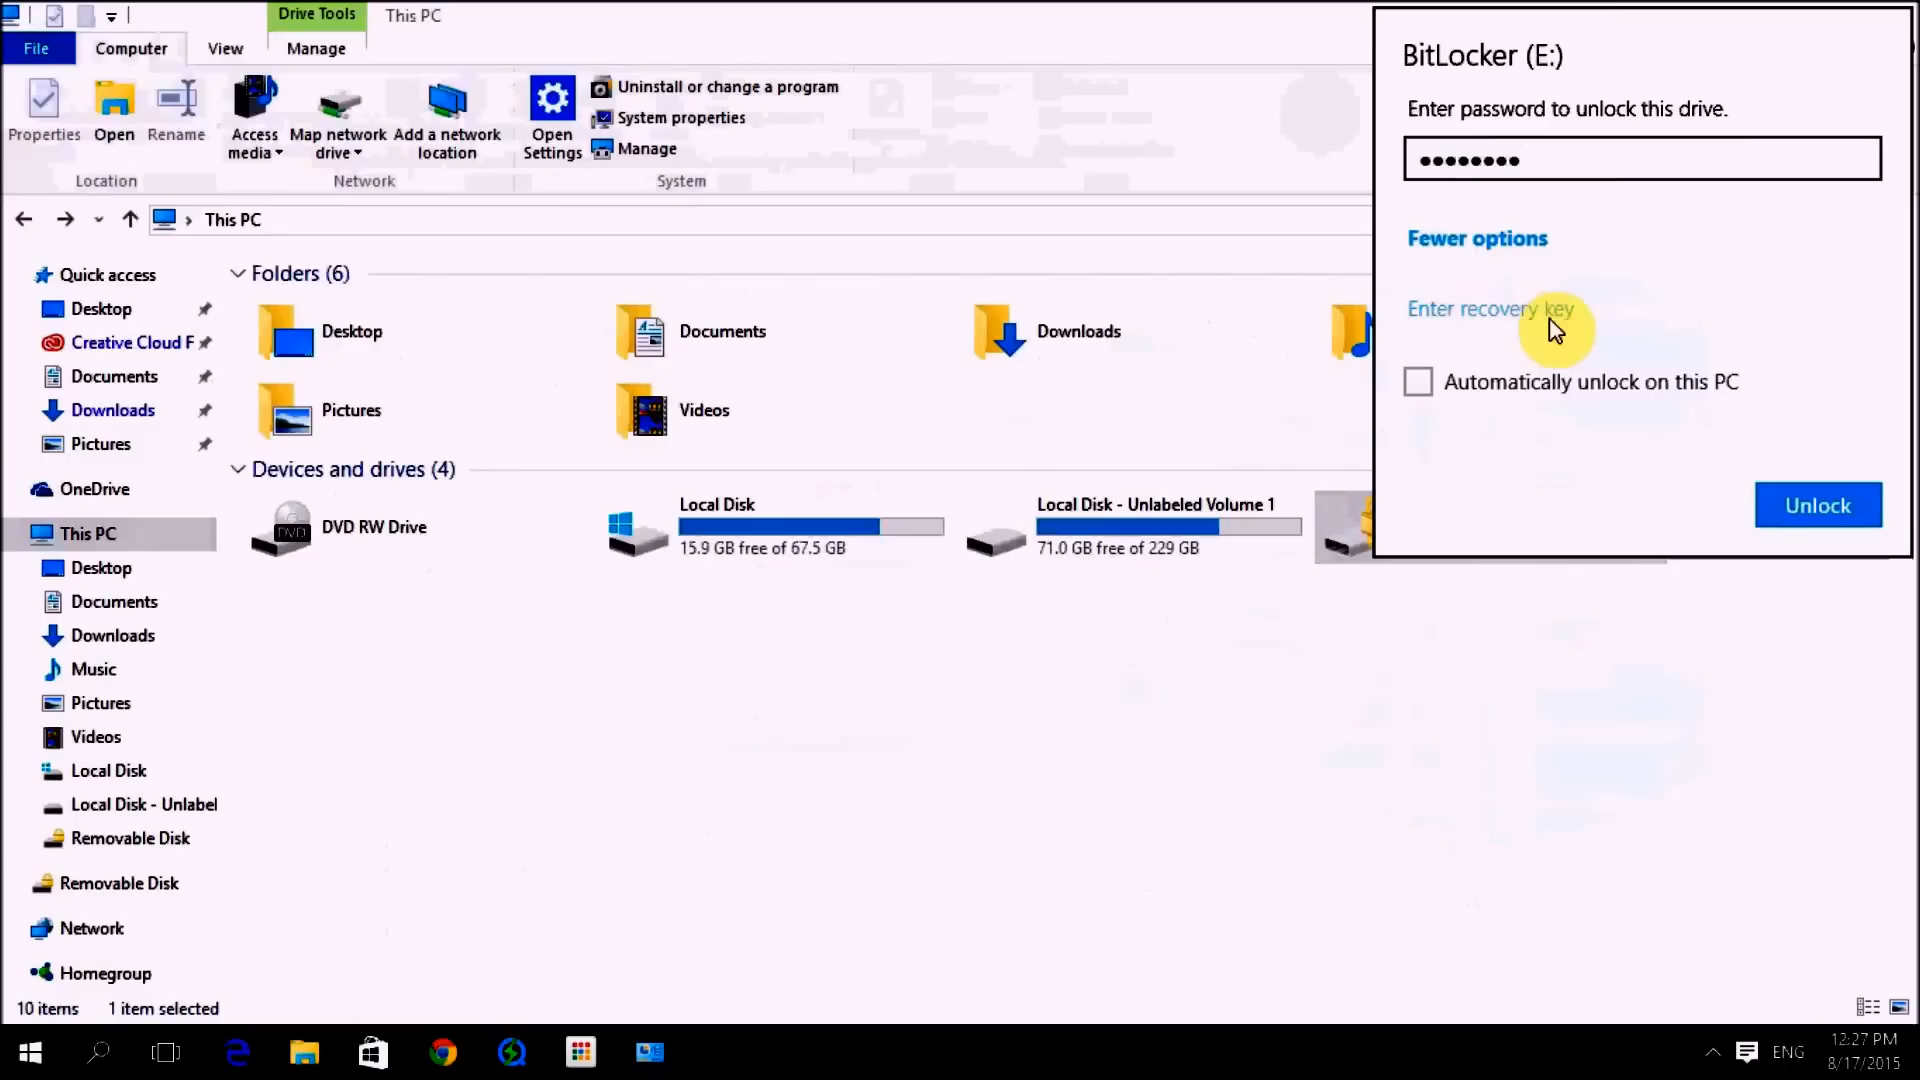 Drive Tools
This PC
File
Computer
View
Manage
Properties
Open
Rename
Access media
Map network drive
Add a network location
Open Settings
Uninstall or change a program
System properties
Manage
Location
Network
System
This PC
Quick access
Desktop
Creative Cloud F
Documents
Downloads
Pictures
OneDrive
This PC
Desktop
Documents
Downloads
Music
Pictures
Videos
Local Disk
Local Disk - Unlabel
Removable Disk
Removable Disk
Network
Homegroup
Folders (6)
Desktop
Documents
Downloads
Pictures
Videos
Devices and drives (4)
DVD
DVD RW Drive
Local Disk
15.9 GB free of 67.5 GB
Local Disk - Unlabeled Volume 1
71.0 GB free of 229 GB
BitLocker (E:)
Enter password to unlock this drive.
Fewer options
Enter recovery key
Automatically unlock on this PC
Unlock
10 items
1 item selected
ENG
12:27 PM
8/17/2015